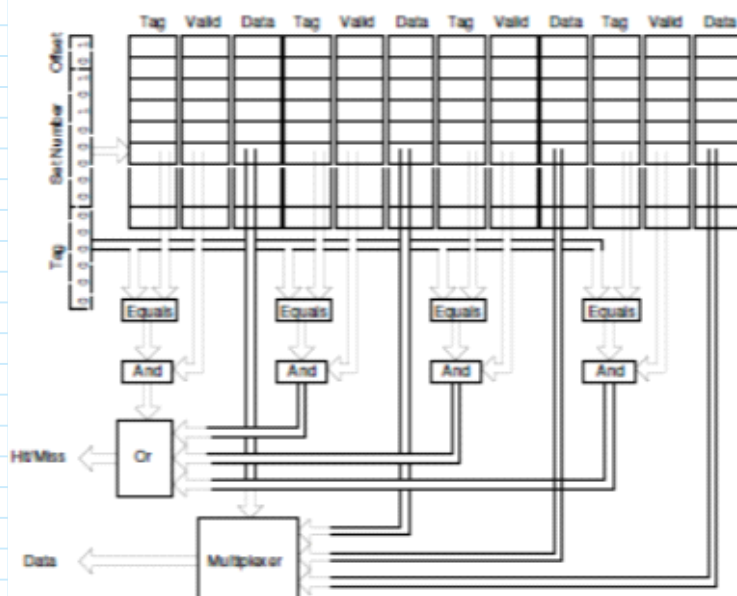 Tag Valid Data Tag Valid Data Tag Valid Data Tag Valid Data
Offset
Set Number
Tag
Equals Equals Equals Equals
And And And And
Hit/Miss
Or
Data
Multiplexer